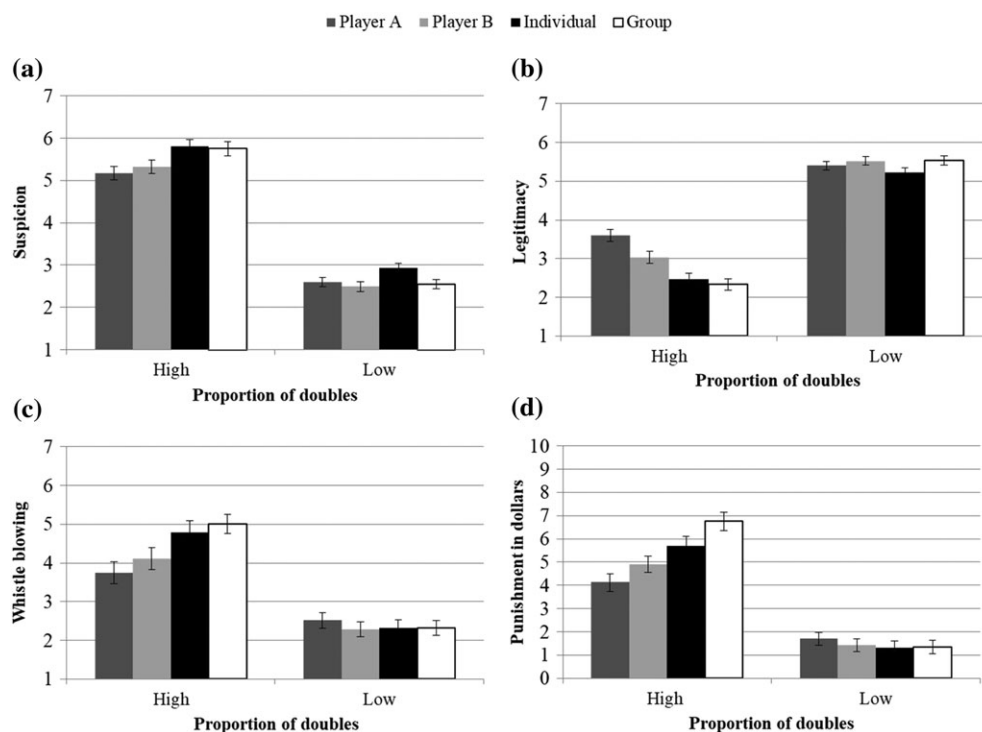 Player A Player B Individual Group
(a)
7
6
5
4
3
2
1
Suspicion
High Low
Proportion of doubles
(b)
7
6
5
4
3
2
1
Legitimacy
High Low
Proportion of doubles
(c)
7
6
5
4
3
2
1
Whistle blowing
High Low
Proportion of doubles
(d)
10
9
8
7
6
5
4
3
2
1
0
Punishment in dollars
High Low
Proportion of doubles